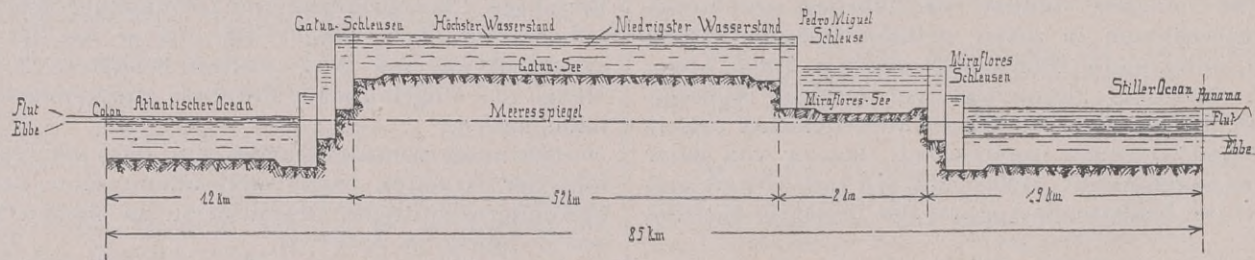 Gatun-Schleusen
Höchster Wasserstand
Niedrigster Wasserstand
Pedro Miguel
Schleuse
Gatun-See
Miraflores
Schleusen
Flut
Ebbe
Colon
Atlantischer Ocean
Meeresspiegel
Miraflores-See
Stiller Ocean
Panama
Flut
Ebbe
12 km
52 km
2 km
19 km
85 km